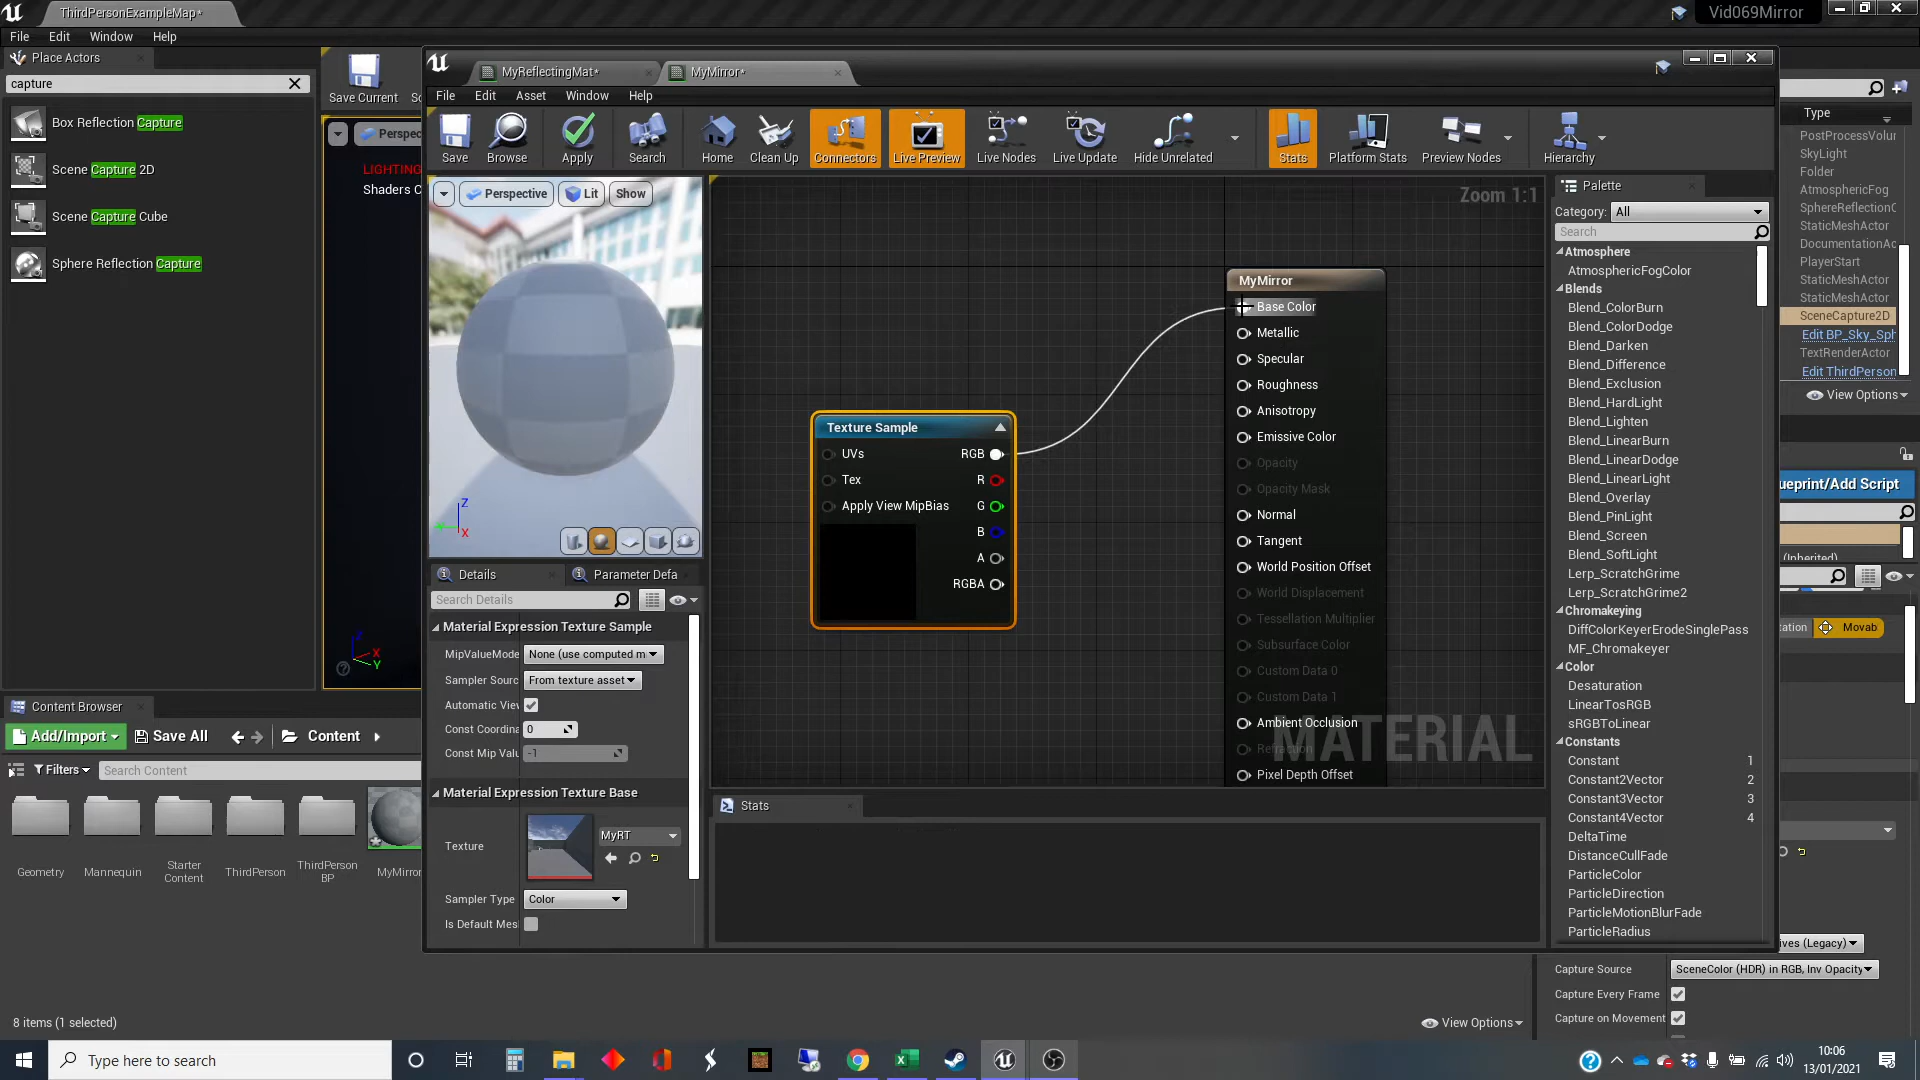 ThirdPersonExampleMap*
Vid069Mirror
File Edit Window Help
Place Actors
capture
Box Reflection Capture
Scene Capture 2D
Scene Capture Cube
Sphere Reflection Capture
Save Current
Perspec
LIGHTING
Shaders C
MyReflectingMat*
MyMirror*
File Edit Asset Window Help
Save
Browse
Apply
Search
Home
Clean Up
Connectors
Live Preview
Live Nodes
Live Update
Hide Unrelated
Stats
Platform Stats
Preview Nodes
Hierarchy
Perspective
Lit
Show
Z
X
Zoom 1:1
MyMirror
Base Color
Metallic
Specular
Roughness
Anisotropy
Emissive Color
Opacity
Opacity Mask
Normal
Tangent
World Position Offset
World Displacement
Tessellation Multiplier
Subsurface Color
Custom Data 0
Custom Data 1
Ambient Occlusion
Refraction
Pixel Depth Offset
MATERIAL
Texture Sample
UVs RGB
Tex R
Apply View MipBias G
B
A
RGBA
Details
Parameter Defa
Search Details
Material Expression Texture Sample
MipValueMode None (use computed m
Sampler Sourc From texture asset
Automatic Viev
Const Coordina 0
Const Mip Valu -1
Material Expression Texture Base
Texture MyRT
Sampler Type Color
Is Default Mes
Stats
Palette
Category: All
Search
Atmosphere
AtmosphericFogColor
Blends
Blend_ColorBurn
Blend_ColorDodge
Blend_Darken
Blend_Difference
Blend_Exclusion
Blend_HardLight
Blend_Lighten
Blend_LinearBurn
Blend_LinearDodge
Blend_LinearLight
Blend_Overlay
Blend_PinLight
Blend_Screen
Blend_SoftLight
Lerp_ScratchGrime
Lerp_ScratchGrime2
Chromakeying
DiffColorKeyerErodeSinglePass
MF_Chromakeyer
Color
Desaturation
LinearTosRGB
sRGBToLinear
Constants
Constant 1
Constant2Vector 2
Constant3Vector 3
Constant4Vector 4
DeltaTime
DistanceCullFade
ParticleColor
ParticleDirection
ParticleMotionBlurFade
ParticleRadius
Type
PostProcessVolur
SkyLight
Folder
AtmosphericFog
SphereReflectionC
StaticMeshActor
DocumentationAc
PlayerStart
StaticMeshActor
StaticMeshActor
SceneCapture2D
Edit BP_Sky_Sph
TextRenderActor
Edit ThirdPerson
View Options
ueprint/Add Script
(Inherited)
tation
Movab
ives (Legacy)
Capture Source SceneColor (HDR) in RGB, Inv Opacity
Capture Every Frame
Capture on Movement
X
Y
Content Browser
Add/Import
Save All
Content
Filters
Search Content
Geometry
Mannequin
Starter Content
ThirdPerson
ThirdPerson BP
MyMirror
8 items (1 selected)
View Options
Type here to search
10:06
13/01/2021